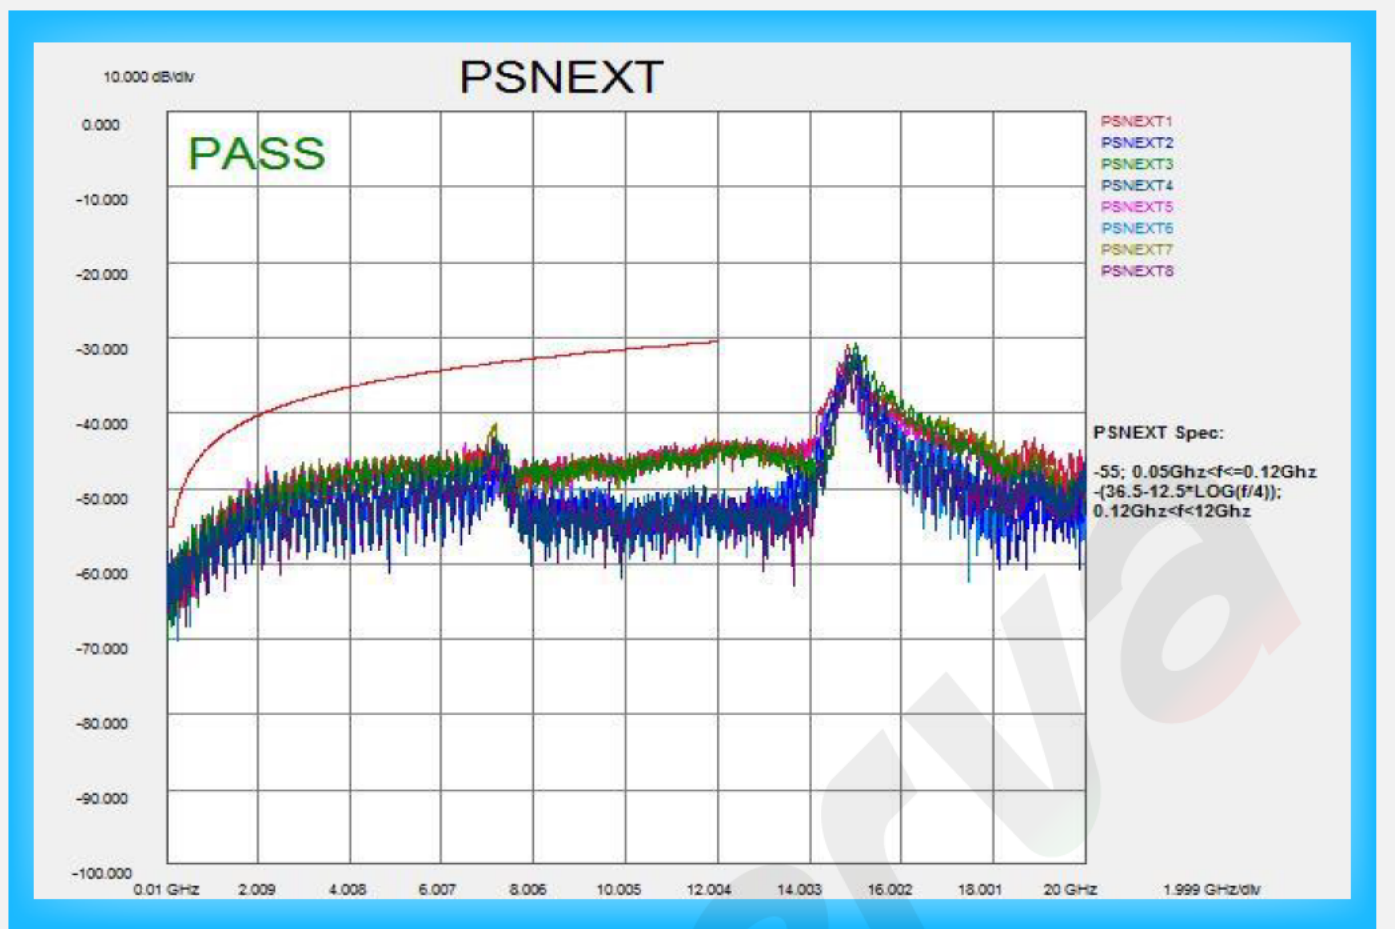 10.000 dB/div
PSNEXT
0.000
PASS
-10.000
-20.000
-30.000
-40.000
-50.000
-60.000
-70.000
-80.000
-90.000
-100.000
0.01 GHz 2.009 4.008 6.007 8.006 10.005 12.004 14.003 16.002 18.001 20 GHz 1.999 GHz/div
PSNEXT1
PSNEXT2
PSNEXT3
PSNEXT4
PSNEXT5
PSNEXT6
PSNEXT7
PSNEXT8
PSNEXT Spec:
-55; 0.05Ghz<f<=0.12Ghz
-(36.5-12.5*LOG(f/4));
0.12Ghz<f<12Ghz
rva